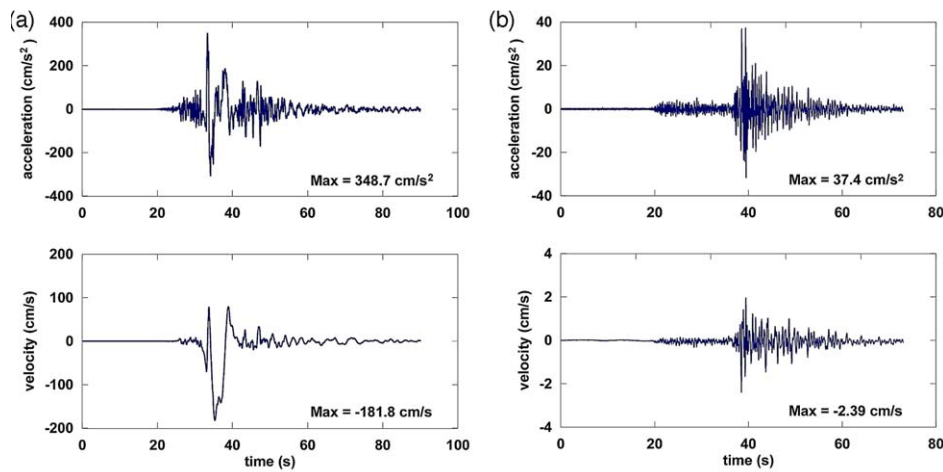 (a)
400
200
0
-200
-400
acceleration (cm/s²)
Max = 348.7 cm/s²
0 20 40 60 80 100
200
100
0
-100
-200
velocity (cm/s)
Max = -181.8 cm/s
0 20 40 60 80 100
time (s)
(b)
40
20
0
-20
-40
acceleration (cm/s²)
Max = 37.4 cm/s²
0 20 40 60 80
4
2
0
-2
-4
velocity (cm/s)
Max = -2.39 cm/s
0 20 40 60 80
time (s)